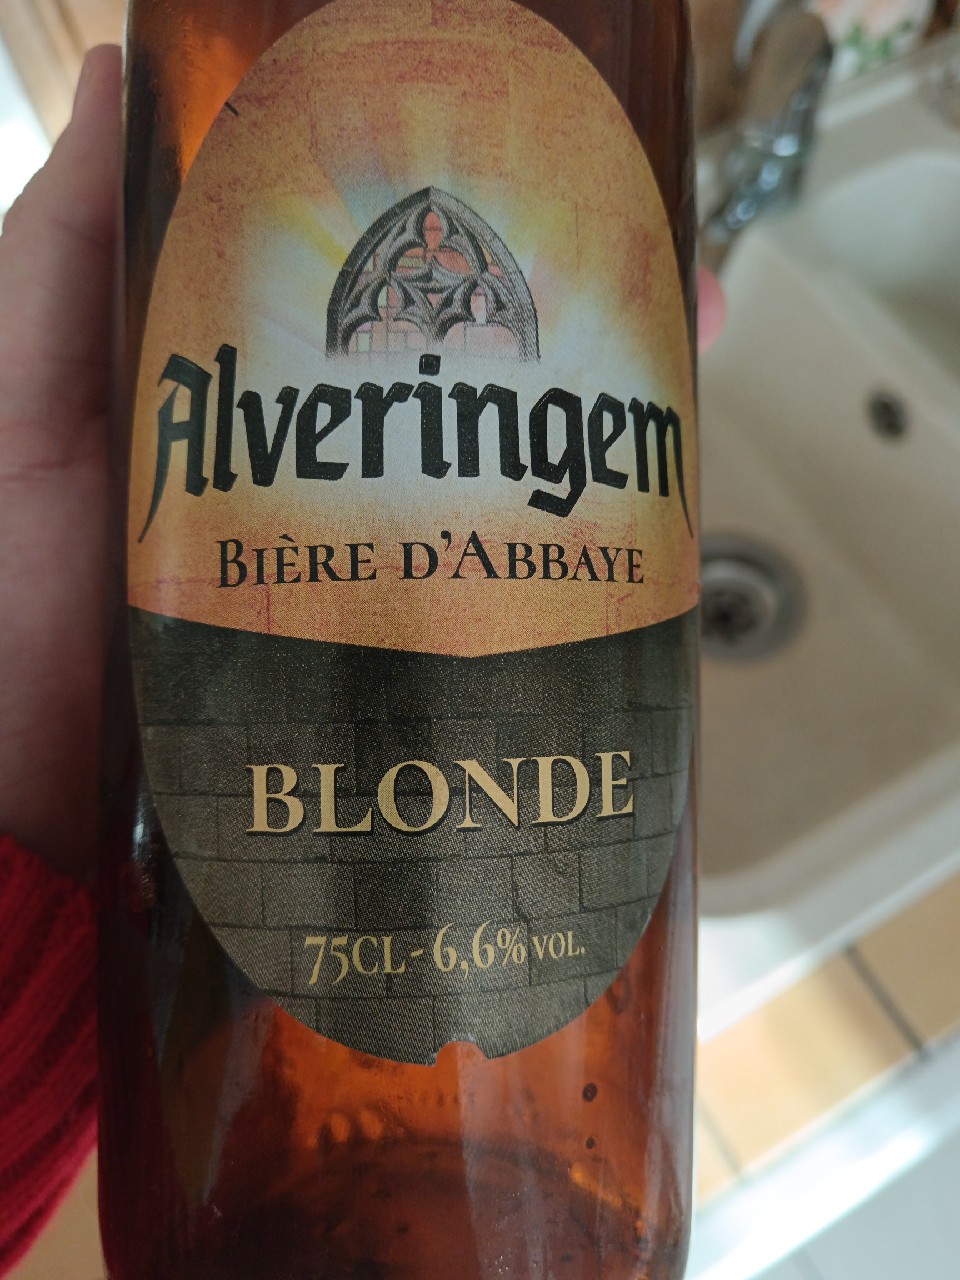 Alveringem
BIÈRE D'ABBAYE
BLONDE
75CL-6,6% VOL.